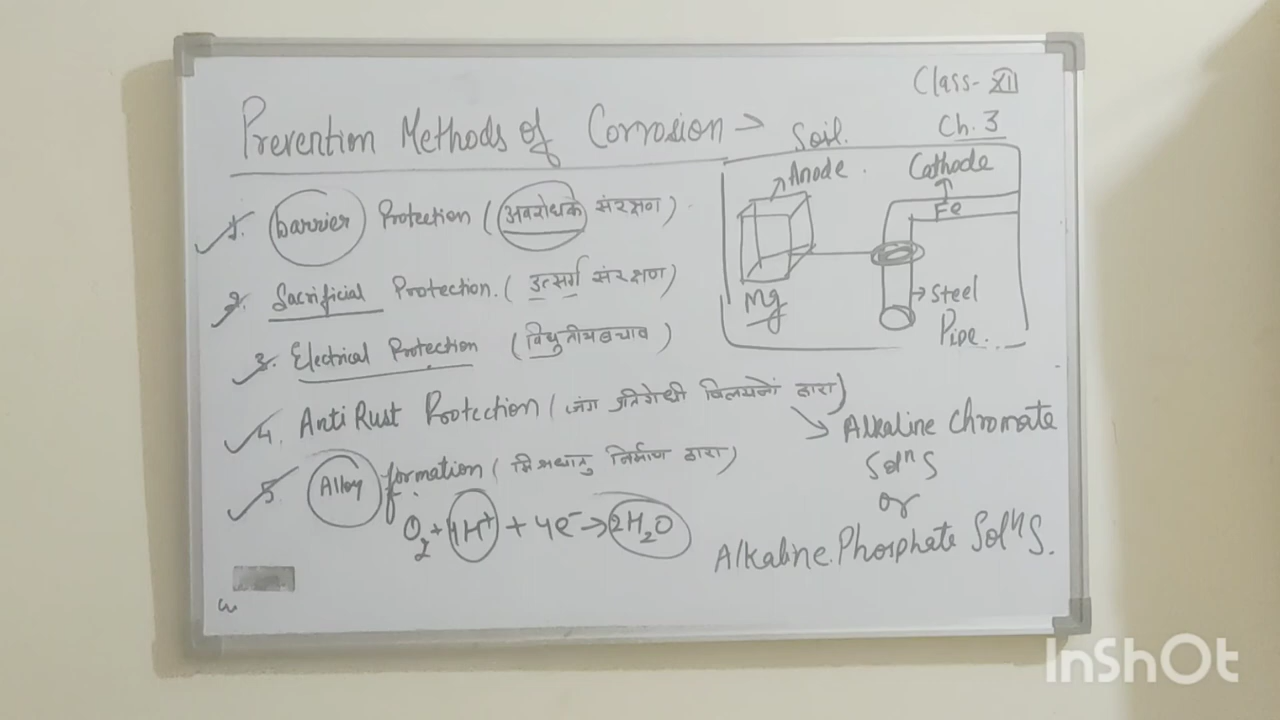 Class- XII
Ch. 3
Prevention Methods of Corrosion →
1. barrier Protection (अवरोधक संरक्षण)
2. Sacrificial Protection. (उत्सर्ग संरक्षण)
3. Electrical Protection (विद्युतीय बचाव)
4. Anti Rust Protection (जंग प्रतिरोधी विलयनों द्वारा)
5. Alloy formation (मिश्रधातु निर्माण द्वारा)
O₂ + 4H⁺ + 4e⁻ → 2H₂O
Soil.
Anode.
Cathode
Fe
Mg
→ Steel
Pipe...
Alkaline Chromate
Solⁿs
or
Alkaline Phosphate Solⁿs.
InShOt